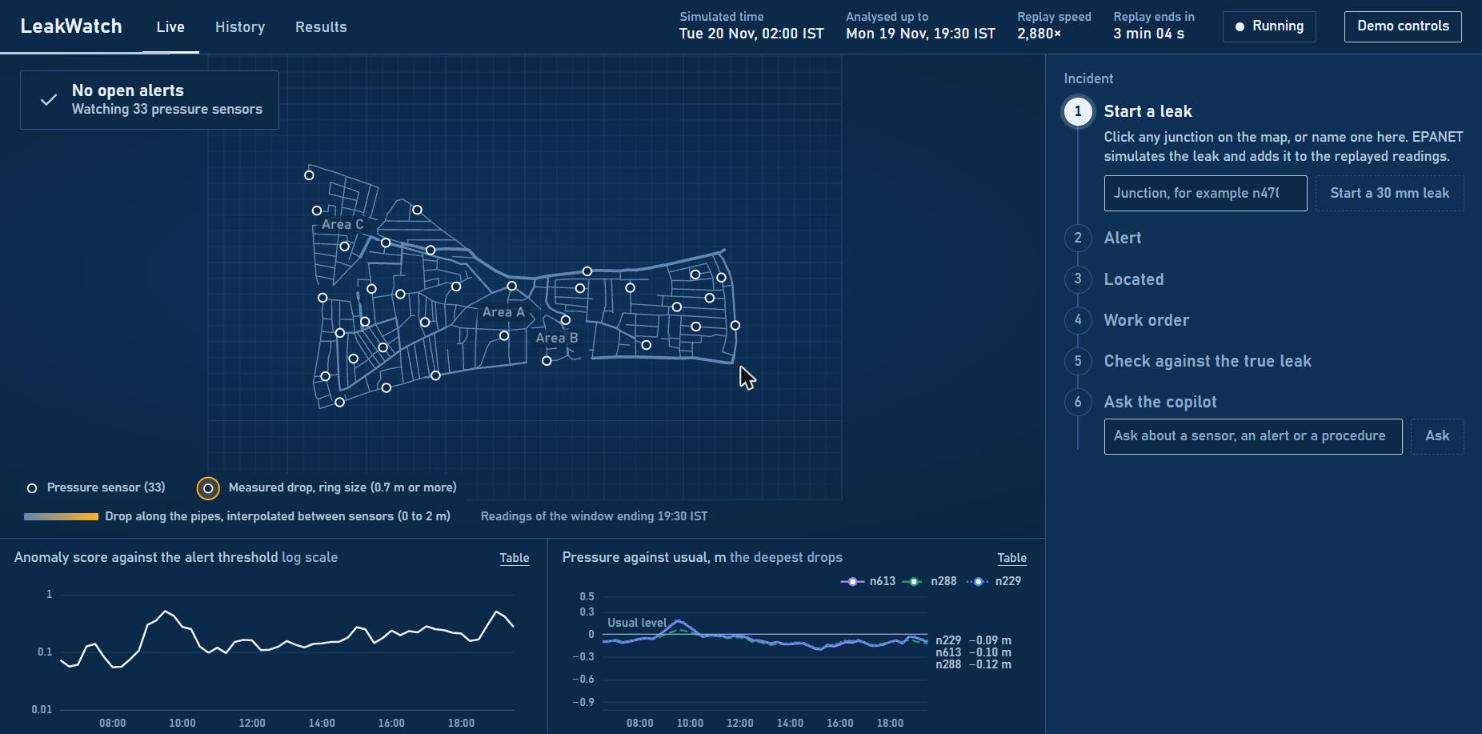 LeakWatch
Live
History
Results
Simulated time
Tue 20 Nov, 02:00 IST
Analysed up to
Mon 19 Nov, 19:30 IST
Replay speed
2,880×
Replay ends in
3 min 04 s
Running
Demo controls
No open alerts
Watching 33 pressure sensors
Area C
Area A
Area B
Pressure sensor (33)
Measured drop, ring size (0.7 m or more)
Drop along the pipes, interpolated between sensors (0 to 2 m)
Readings of the window ending 19:30 IST
Incident
1
Start a leak
Click any junction on the map, or name one here. EPANET
simulates the leak and adds it to the replayed readings.
Junction, for example n47
Start a 30 mm leak
2
Alert
3
Located
4
Work order
5
Check against the true leak
6
Ask the copilot
Ask about a sensor, an alert or a procedure
Ask
Anomaly score against the alert threshold log scale
Table
1
0.1
0.01
08:00 10:00 12:00 14:00 16:00 18:00
Pressure against usual, m the deepest drops
Table
n613 n288 n229
0.5
0.3
0
−0.3
−0.6
−0.9
Usual level
n229 −0.09 m
n613 −0.10 m
n288 −0.12 m
08:00 10:00 12:00 14:00 16:00 18:00